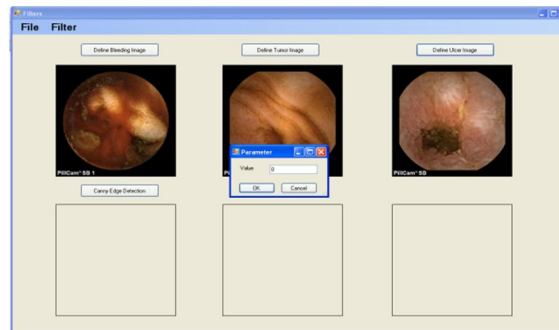 Filters
File Filter
Define Bleeding Image
Define Tumor Image
Define Ulcer Image
Parameter
Value 0
OK Cancel
PillCam® SB 1
PillCam® SB
Canny Edge Detection